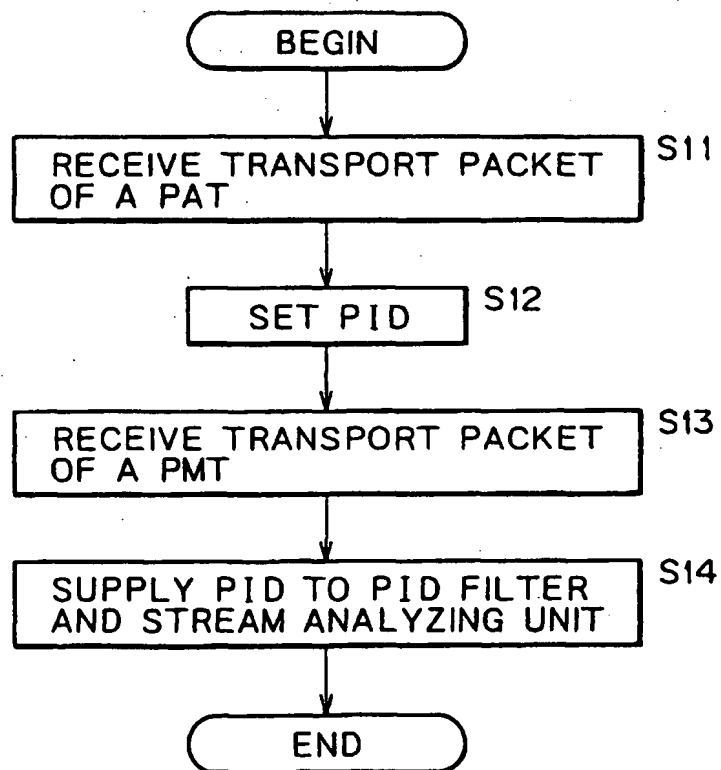 BEGIN
RECEIVE TRANSPORT PACKET
OF A PAT
S11
SET PID
S12
RECEIVE TRANSPORT PACKET
OF A PMT
S13
SUPPLY PID TO PID FILTER
AND STREAM ANALYZING UNIT
S14
END